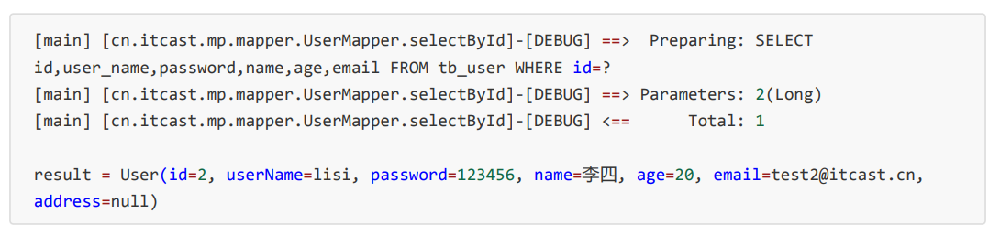 [main] [cn.itcast.mp.mapper.UserMapper.selectById]-[DEBUG] ==>  Preparing: SELECT
id,user_name,password,name,age,email FROM tb_user WHERE id=?
[main] [cn.itcast.mp.mapper.UserMapper.selectById]-[DEBUG] ==> Parameters: 2(Long)
[main] [cn.itcast.mp.mapper.UserMapper.selectById]-[DEBUG] <==      Total: 1
result = User(id=2, userName=lisi, password=123456, name=李四, age=20, email=test2@itcast.cn,
address=null)